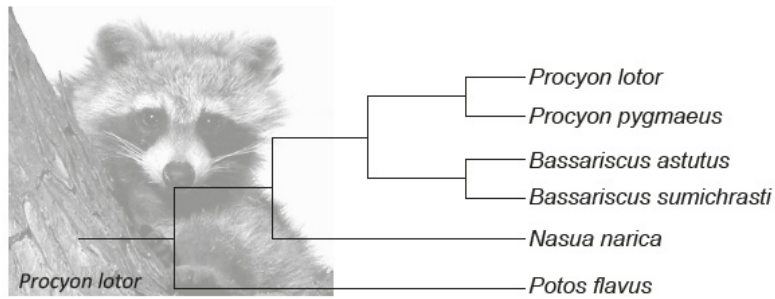 Procyon lotor
Procyon pygmaeus
Bassariscus astutus
Bassariscus sumichrasti
Nasua narica
Potos flavus
Procyon lotor